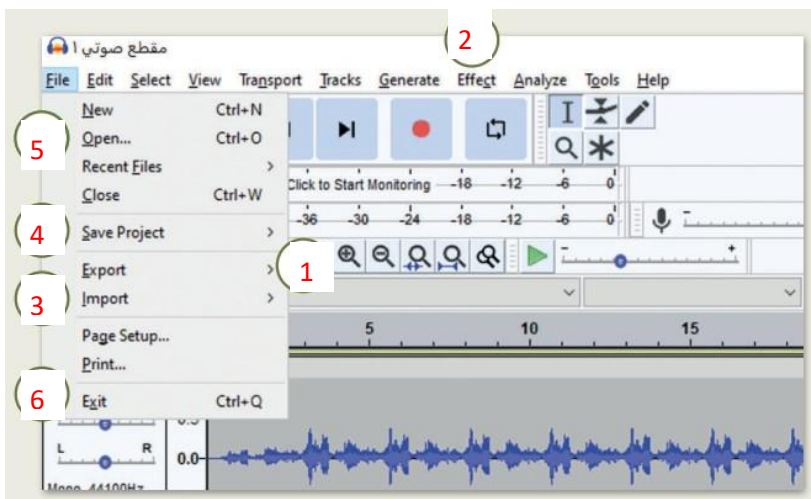 مقطع صوتي ١
2
File Edit Select View Transport Tracks Generate Effect Analyze Tools Help
New Ctrl+N
5 Open... Ctrl+O
Recent Files >
Close Ctrl+W
Click to Start Monitoring -18 -12 -6 0
-36 -30 -24 -18 -12 -6 0
4 Save Project >
- +
Export > 1
3 Import >
5 10 15
Page Setup...
Print...
6 Exit Ctrl+Q
L R
0.0
Mono, 44100Hz